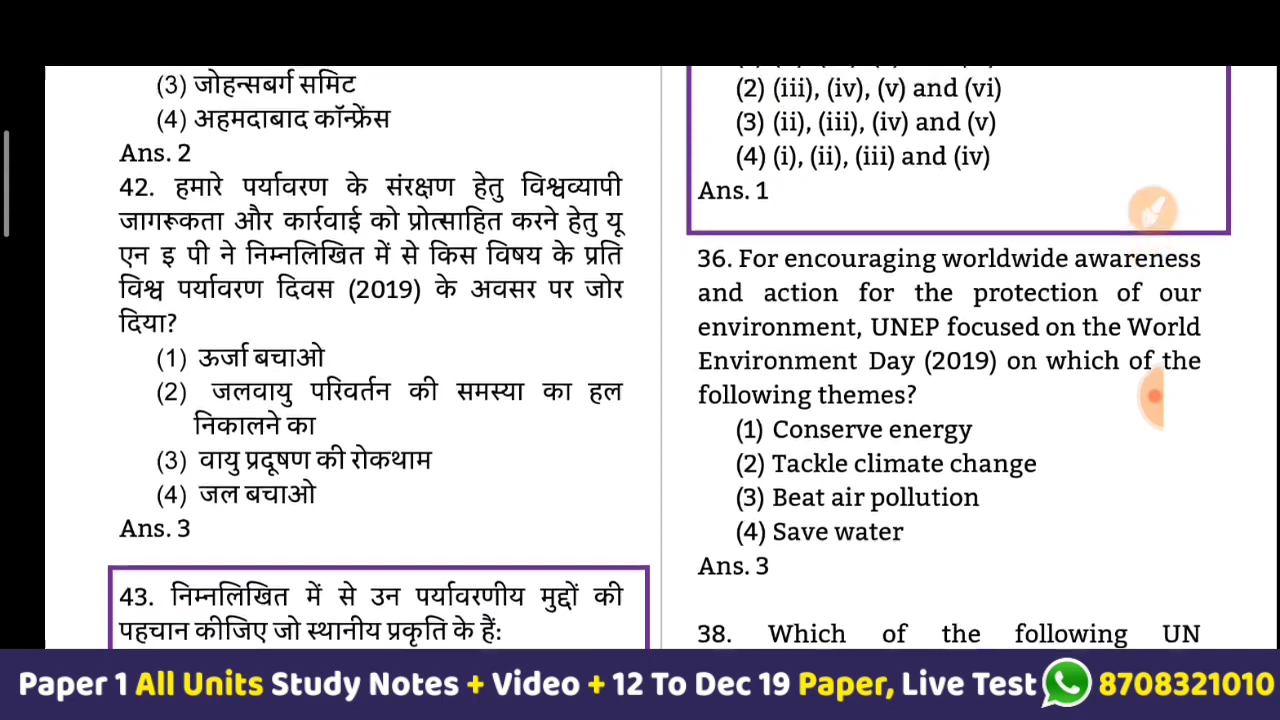 (3) जोहन्सबर्ग समिट
(4) अहमदाबाद कॉन्फ्रेंस
Ans. 2
42. हमारे पर्यावरण के संरक्षण हेतु विश्वव्यापी
जागरूकता और कार्रवाई को प्रोत्साहित करने हेतु यू
एन इ पी ने निम्नलिखित में से किस विषय के प्रति
विश्व पर्यावरण दिवस (2019) के अवसर पर जोर
दिया?
(1) ऊर्जा बचाओ
(2) जलवायु परिवर्तन की समस्या का हल
निकालने का
(3) वायु प्रदूषण की रोकथाम
(4) जल बचाओ
Ans. 3
43. निम्नलिखित में से उन पर्यावरणीय मुद्दों की
पहचान कीजिए जो स्थानीय प्रकृति के हैं:
(2) (iii), (iv), (v) and (vi)
(3) (ii), (iii), (iv) and (v)
(4) (i), (ii), (iii) and (iv)
Ans. 1
36. For encouraging worldwide awareness
and action for the protection of our
environment, UNEP focused on the World
Environment Day (2019) on which of the
following themes?
(1) Conserve energy
(2) Tackle climate change
(3) Beat air pollution
(4) Save water
Ans. 3
38. Which of the following UN
Paper 1 All Units Study Notes + Video + 12 To Dec 19 Paper, Live Test 8708321010